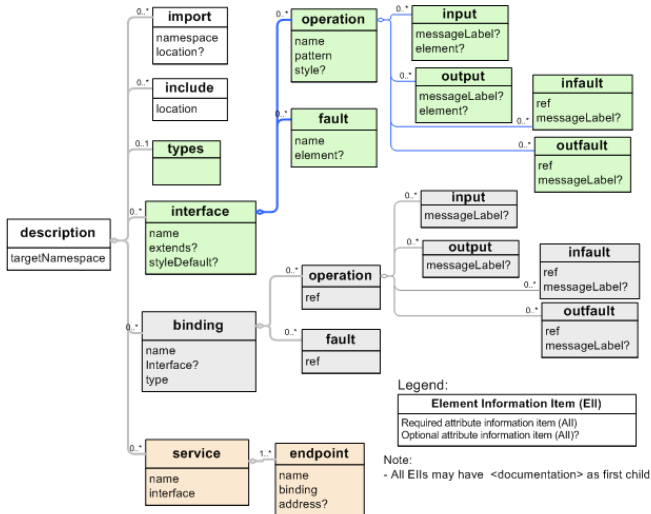 0..*
import
namespace
location?
0..*
include
location
0..1
types
0..*
interface
name
extends?
styleDefault?
description
targetNamespace
0..*
binding
name
Interface?
type
0..*
service
name
interface
1..*
endpoint
name
binding
address?
0..*
operation
name
pattern
style?
0..*
fault
name
element?
0..*
input
messageLabel?
element?
0..*
output
messageLabel?
element?
0..*
infault
ref
messageLabel?
0..*
outfault
ref
messageLabel?
0..*
operation
ref
0..*
fault
ref
0..*
input
messageLabel?
0..*
output
messageLabel?
0..*
infault
ref
messageLabel?
0..*
outfault
ref
messageLabel?
Legend:
Element Information Item (EII)
Required attribute information item (AII)
Optional attribute information item (AII)?
Note:
- All EIIs may have <documentation> as first child